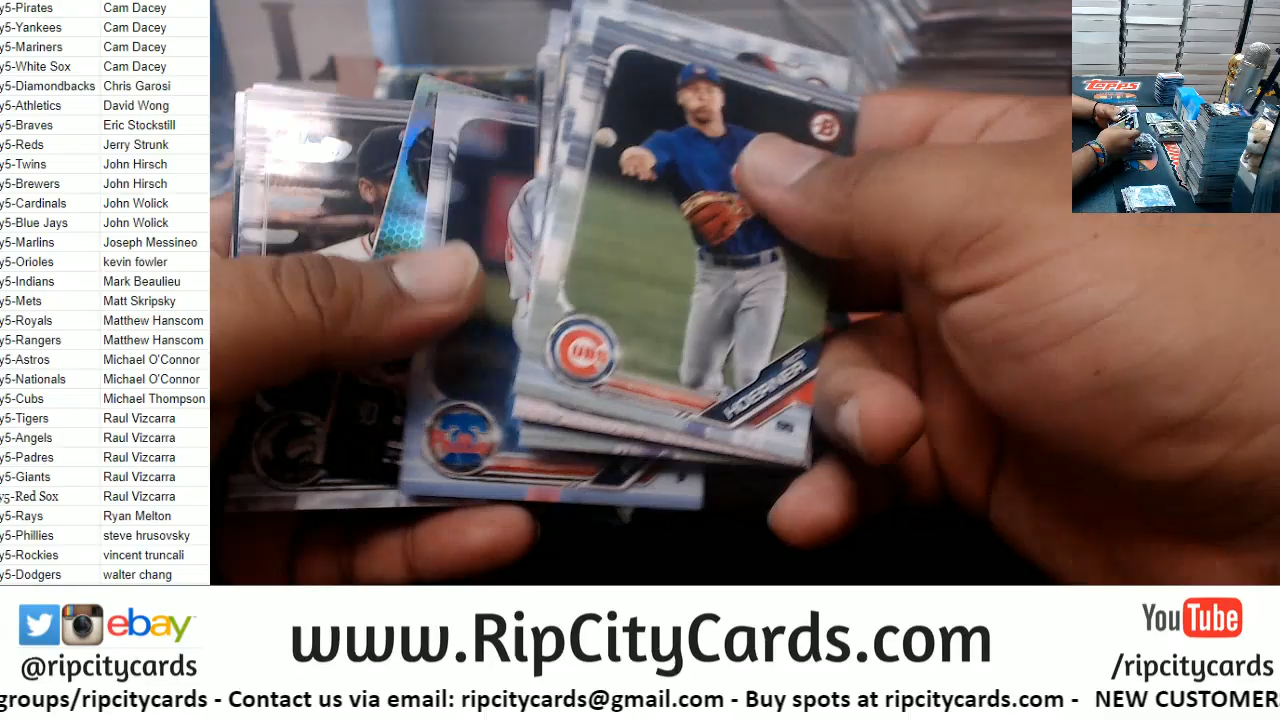 y5-Pirates Cam Dacey
y5-Yankees Cam Dacey
y5-Mariners Cam Dacey
y5-White Sox Cam Dacey
y5-Diamondbacks Chris Garosi
y5-Athletics David Wong
y5-Braves Eric Stockstill
y5-Reds Jerry Strunk
y5-Twins John Hirsch
y5-Brewers John Hirsch
y5-Cardinals John Wolick
y5-Blue Jays John Wolick
y5-Marlins Joseph Messineo
y5-Orioles kevin fowler
y5-Indians Mark Beaulieu
y5-Mets Matt Skripsky
y5-Royals Matthew Hanscom
y5-Rangers Matthew Hanscom
y5-Astros Michael O'Connor
y5-Nationals Michael O'Connor
y5-Cubs Michael Thompson
y5-Tigers Raul Vizcarra
y5-Angels Raul Vizcarra
y5-Padres Raul Vizcarra
y5-Giants Raul Vizcarra
y5-Red Sox Raul Vizcarra
y5-Rays Ryan Melton
y5-Phillies steve hrusovsky
y5-Rockies vincent truncali
y5-Dodgers walter chang
B
CUBS
HOERNER
Topps
ebay
@ripcitycards
www.RipCityCards.com
YouTube
/ripcitycards
groups/ripcitycards - Contact us via email: ripcitycards@gmail.com - Buy spots at ripcitycards.com - NEW CUSTOMER